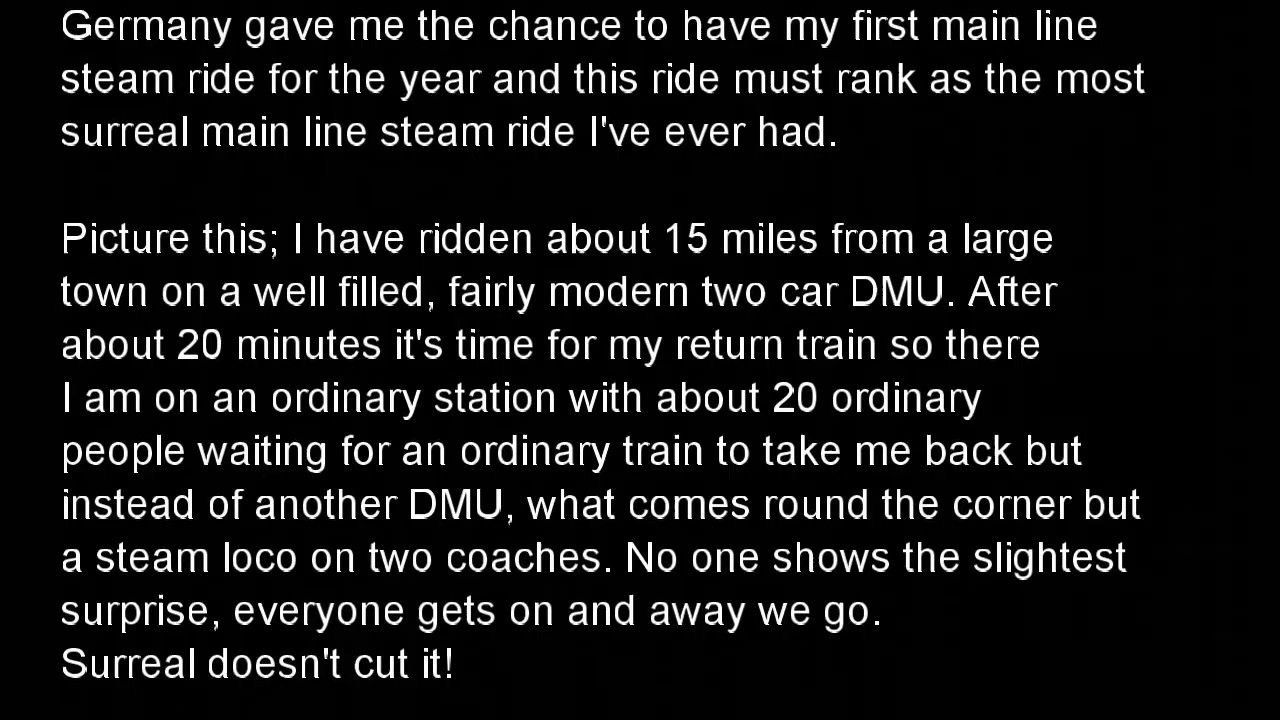 Germany gave me the chance to have my first main line
steam ride for the year and this ride must rank as the most
surreal main line steam ride I've ever had.
Picture this; I have ridden about 15 miles from a large
town on a well filled, fairly modern two car DMU. After
about 20 minutes it's time for my return train so there
I am on an ordinary station with about 20 ordinary
people waiting for an ordinary train to take me back but
instead of another DMU, what comes round the corner but
a steam loco on two coaches. No one shows the slightest
surprise, everyone gets on and away we go.
Surreal doesn't cut it!